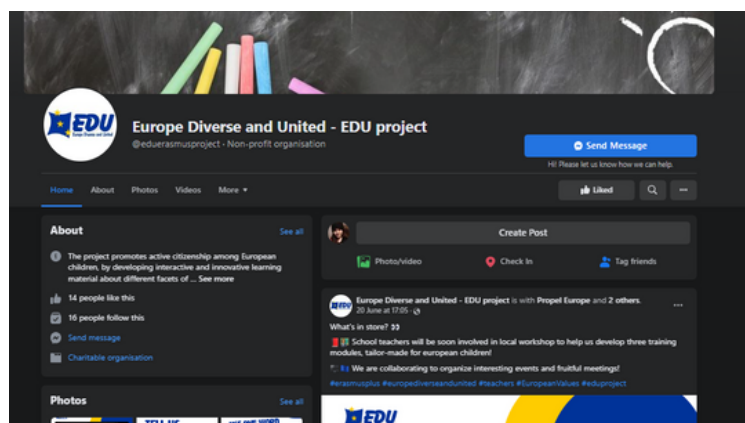 EDU
Europe Diverse and United
Europe Diverse and United - EDU project
@eduerasmusproject · Non-profit organisation
Send Message
Hi! Please let us know how we can help.
Home
About
Photos
Videos
More
Liked
About
See all
The project promotes active citizenship among European
children, by developing interactive and innovative learning
material about different facets of ... See more
14 people like this
16 people follow this
Send message
Charitable organisation
Photos
See all
TELL US
Create Post
Photo/video
Check In
Tag friends
EDU
Europe Diverse and United - EDU project is with Propel Europe and 2 others.
20 June at 17:05 ·
What's in store?
School teachers will be soon involved in local workshop to help us develop three training
modules, tailor-made for european children!
We are collaborating to organize interesting events and fruitful meetings!
#erasmusplus #europediverseandunited #teachers #EuropeanValues #eduproject
EDU